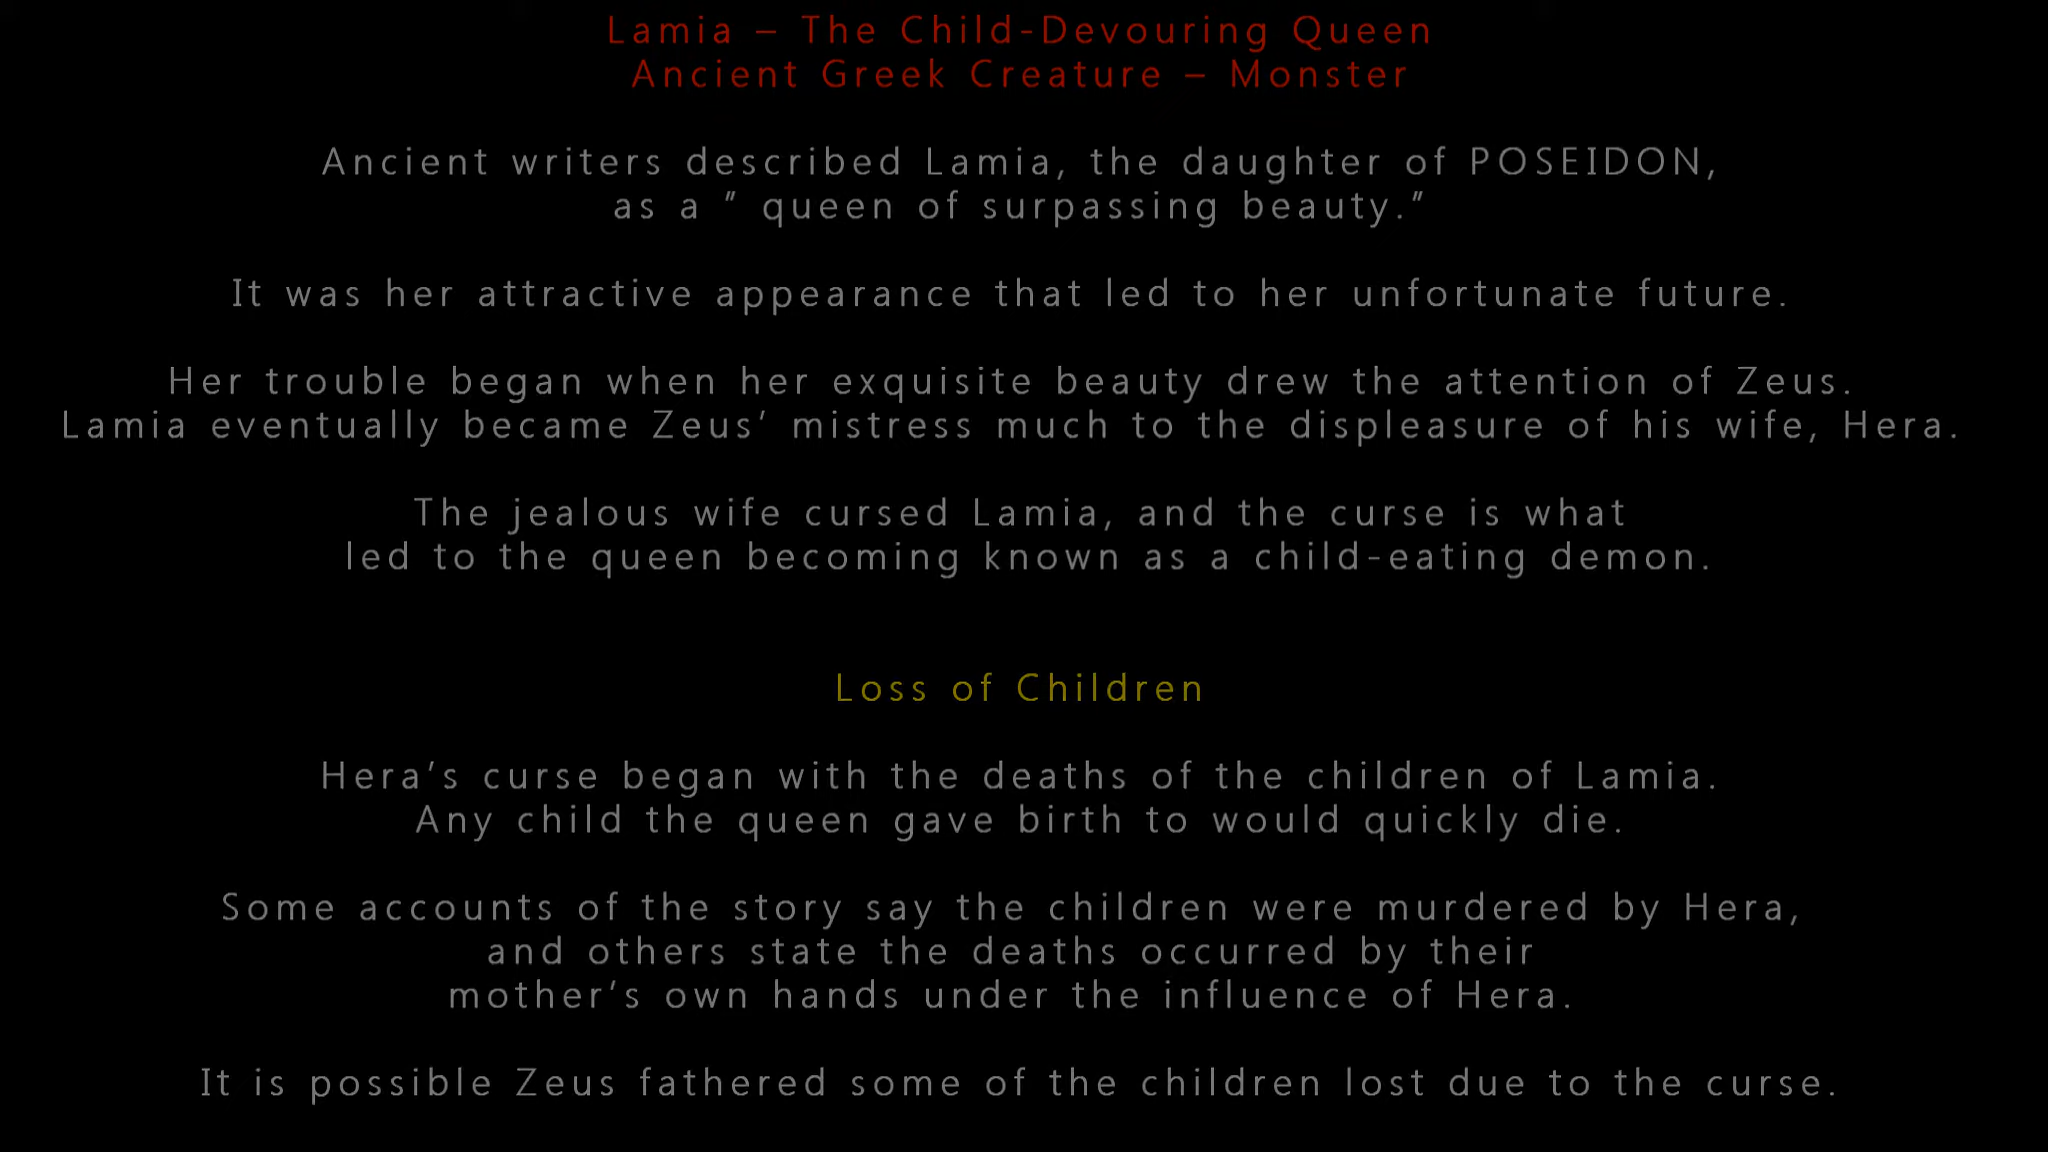 Lamia – The Child-Devouring Queen
Ancient Greek Creature – Monster
Ancient writers described Lamia, the daughter of POSEIDON,
as a " queen of surpassing beauty."
It was her attractive appearance that led to her unfortunate future.
Her trouble began when her exquisite beauty drew the attention of Zeus.
Lamia eventually became Zeus’ mistress much to the displeasure of his wife, Hera.
The jealous wife cursed Lamia, and the curse is what
led to the queen becoming known as a child-eating demon.
Loss of Children
Hera’s curse began with the deaths of the children of Lamia.
Any child the queen gave birth to would quickly die.
Some accounts of the story say the children were murdered by Hera,
and others state the deaths occurred by their
mother’s own hands under the influence of Hera.
It is possible Zeus fathered some of the children lost due to the curse.